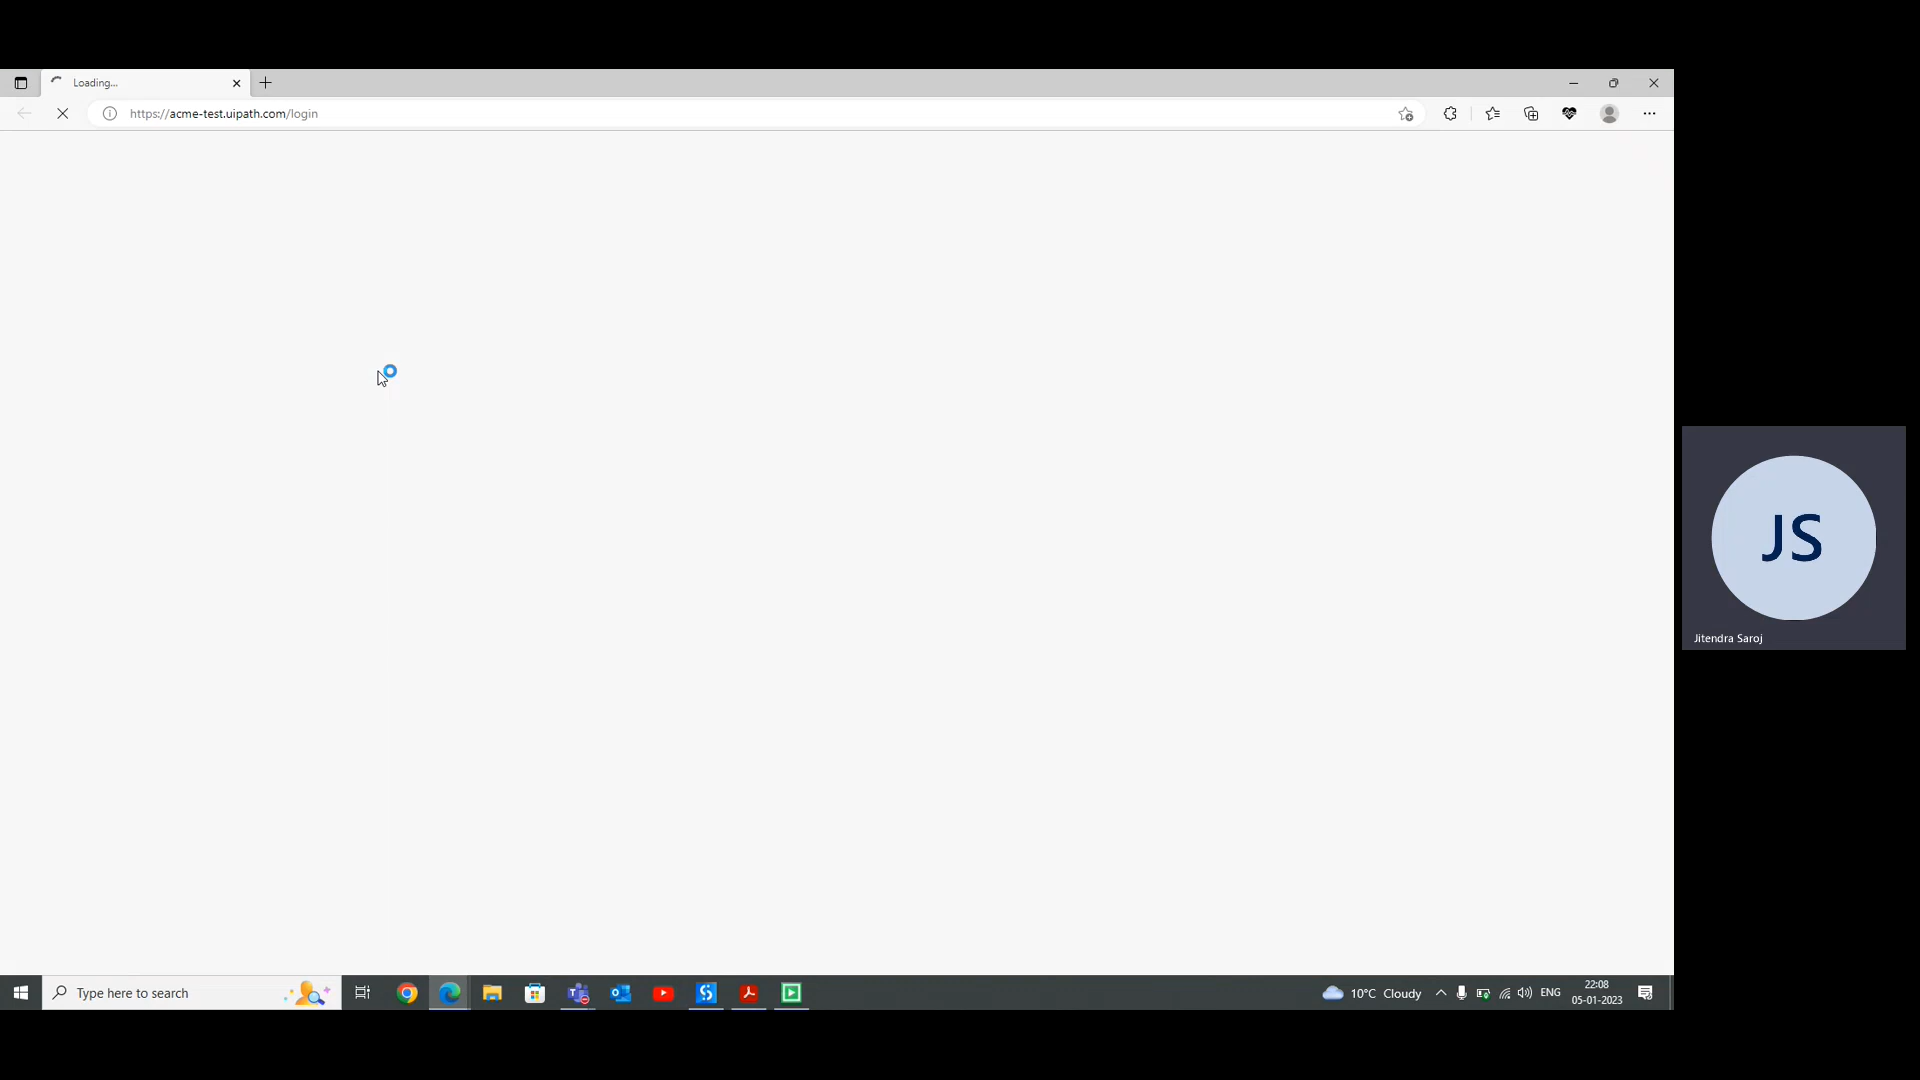 Loading...
https://acme-test.uipath.com/login
JS
Jitendra Saroj
Type here to search
10°C Cloudy
ENG
22:08
05-01-2023